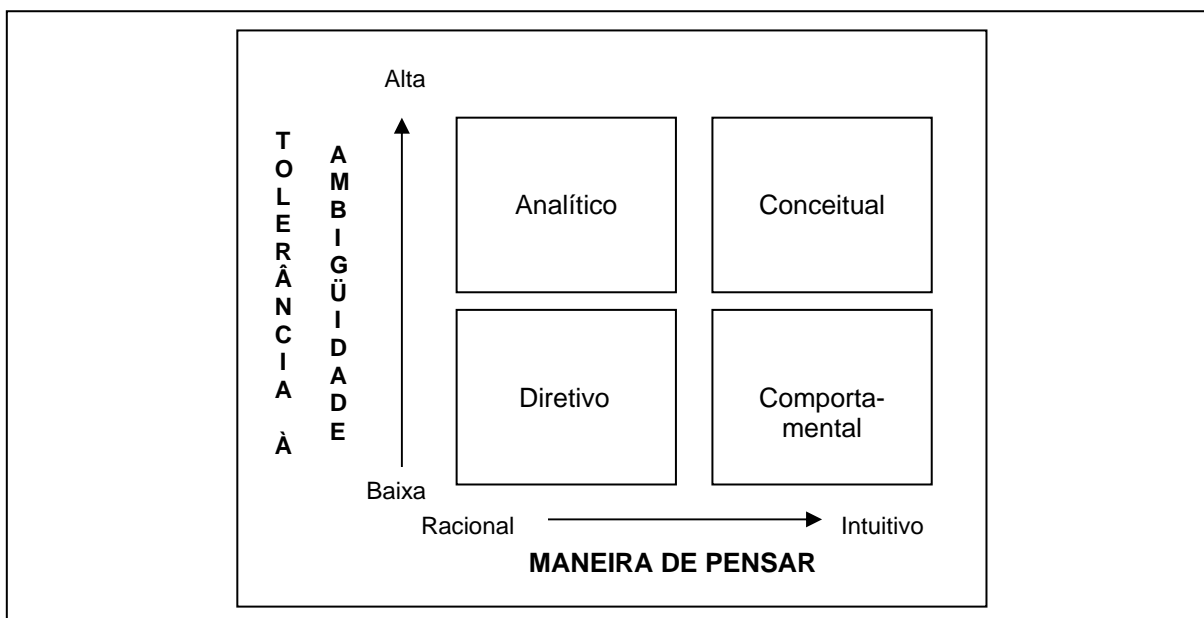 Alta
TOLERÂNCIA À
AMBIGÜIDADE
Analítico
Conceitual
Diretivo
Comporta-
mental
Baixa
Racional
Intuitivo
MANEIRA DE PENSAR